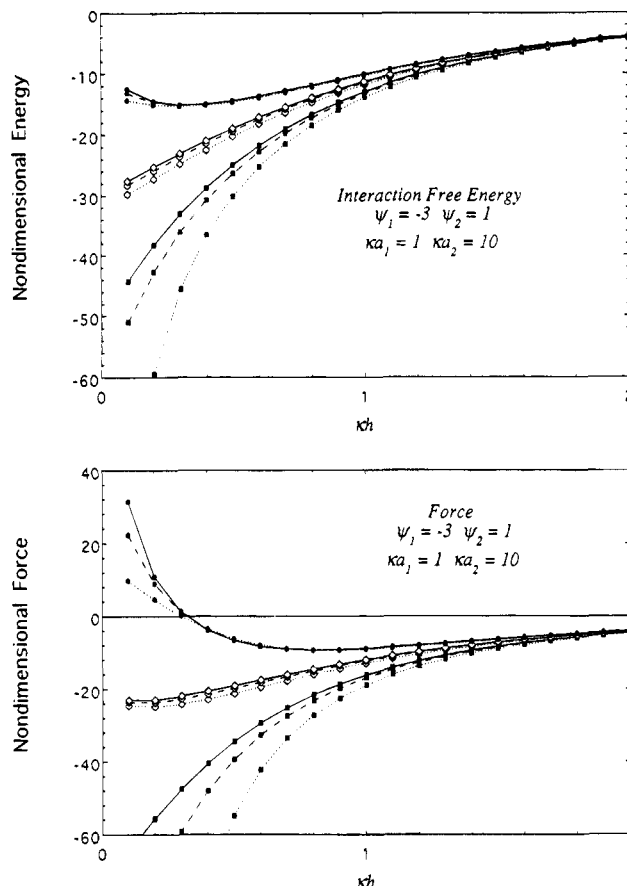 Nondimensional Energy
0
-10
-20
-30
-40
-50
-60
Interaction Free Energy
ψ1 = -3 ψ2 = 1
κa1 = 1 κa2 = 10
0
1
2
κh
Nondimensional Force
40
20
0
-20
-40
-60
Force
ψ1 = -3 ψ2 = 1
κa1 = 1 κa2 = 10
0
1
κh